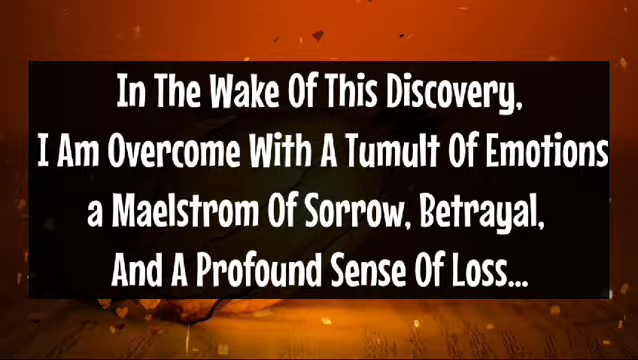 In The Wake Of This Discovery,
I Am Overcome With A Tumult Of Emotions
a Maelstrom Of Sorrow, Betrayal,
And A Profound Sense Of Loss...